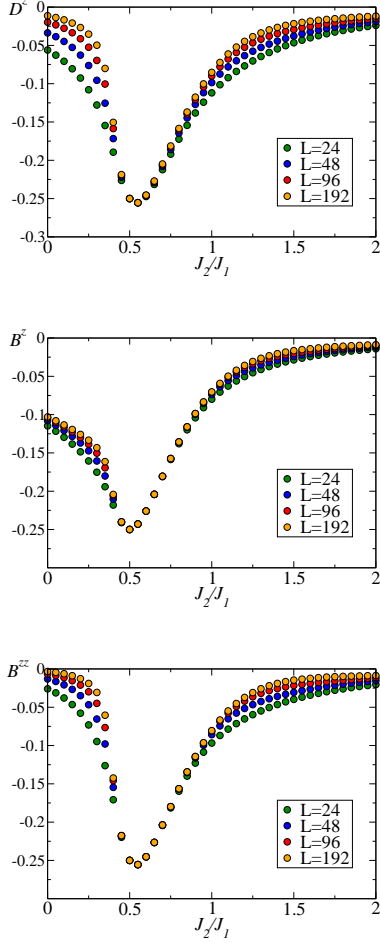 D^z
0
-0.05
-0.1
-0.15
-0.2
-0.25
-0.3
0 0.5 1 1.5 2
J_2/J_1
L=24
L=48
L=96
L=192
B^z
0
-0.05
-0.1
-0.15
-0.2
-0.25
0 0.5 1 1.5 2
J_2/J_1
L=24
L=48
L=96
L=192
B^zz
0
-0.05
-0.1
-0.15
-0.2
-0.25
0 0.5 1 1.5 2
J_2/J_1
L=24
L=48
L=96
L=192